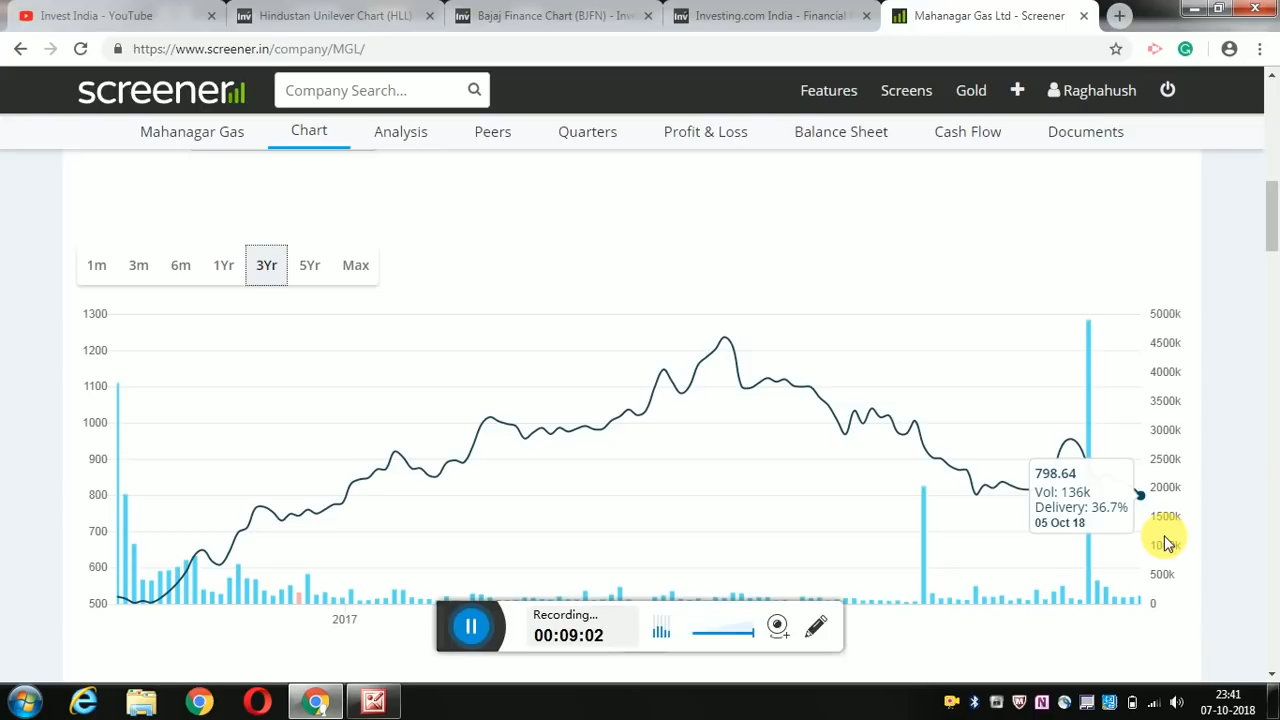 Invest India - YouTube
Hindustan Unilever Chart (HLL
Bajaj Finance Chart (BJFN) - Inv
Investing.com India - Financial
Mahanagar Gas Ltd - Screener
https://www.screener.in/company/MGL/
screener
Company Search...
Features
Screens
Gold
Raghahush
Mahanagar Gas
Chart
Analysis
Peers
Quarters
Profit & Loss
Balance Sheet
Cash Flow
Documents
1m 3m 6m 1Yr 3Yr 5Yr Max
1300 5000k
1200 4500k
4000k
1100
3500k
1000 3000k
900 2500k
800 2000k
700 1500k
600
500k
500 0
798.64
Vol: 136k
Delivery: 36.7%
05 Oct 18
2017
Recording...
00:09:02
23:41
07-10-2018